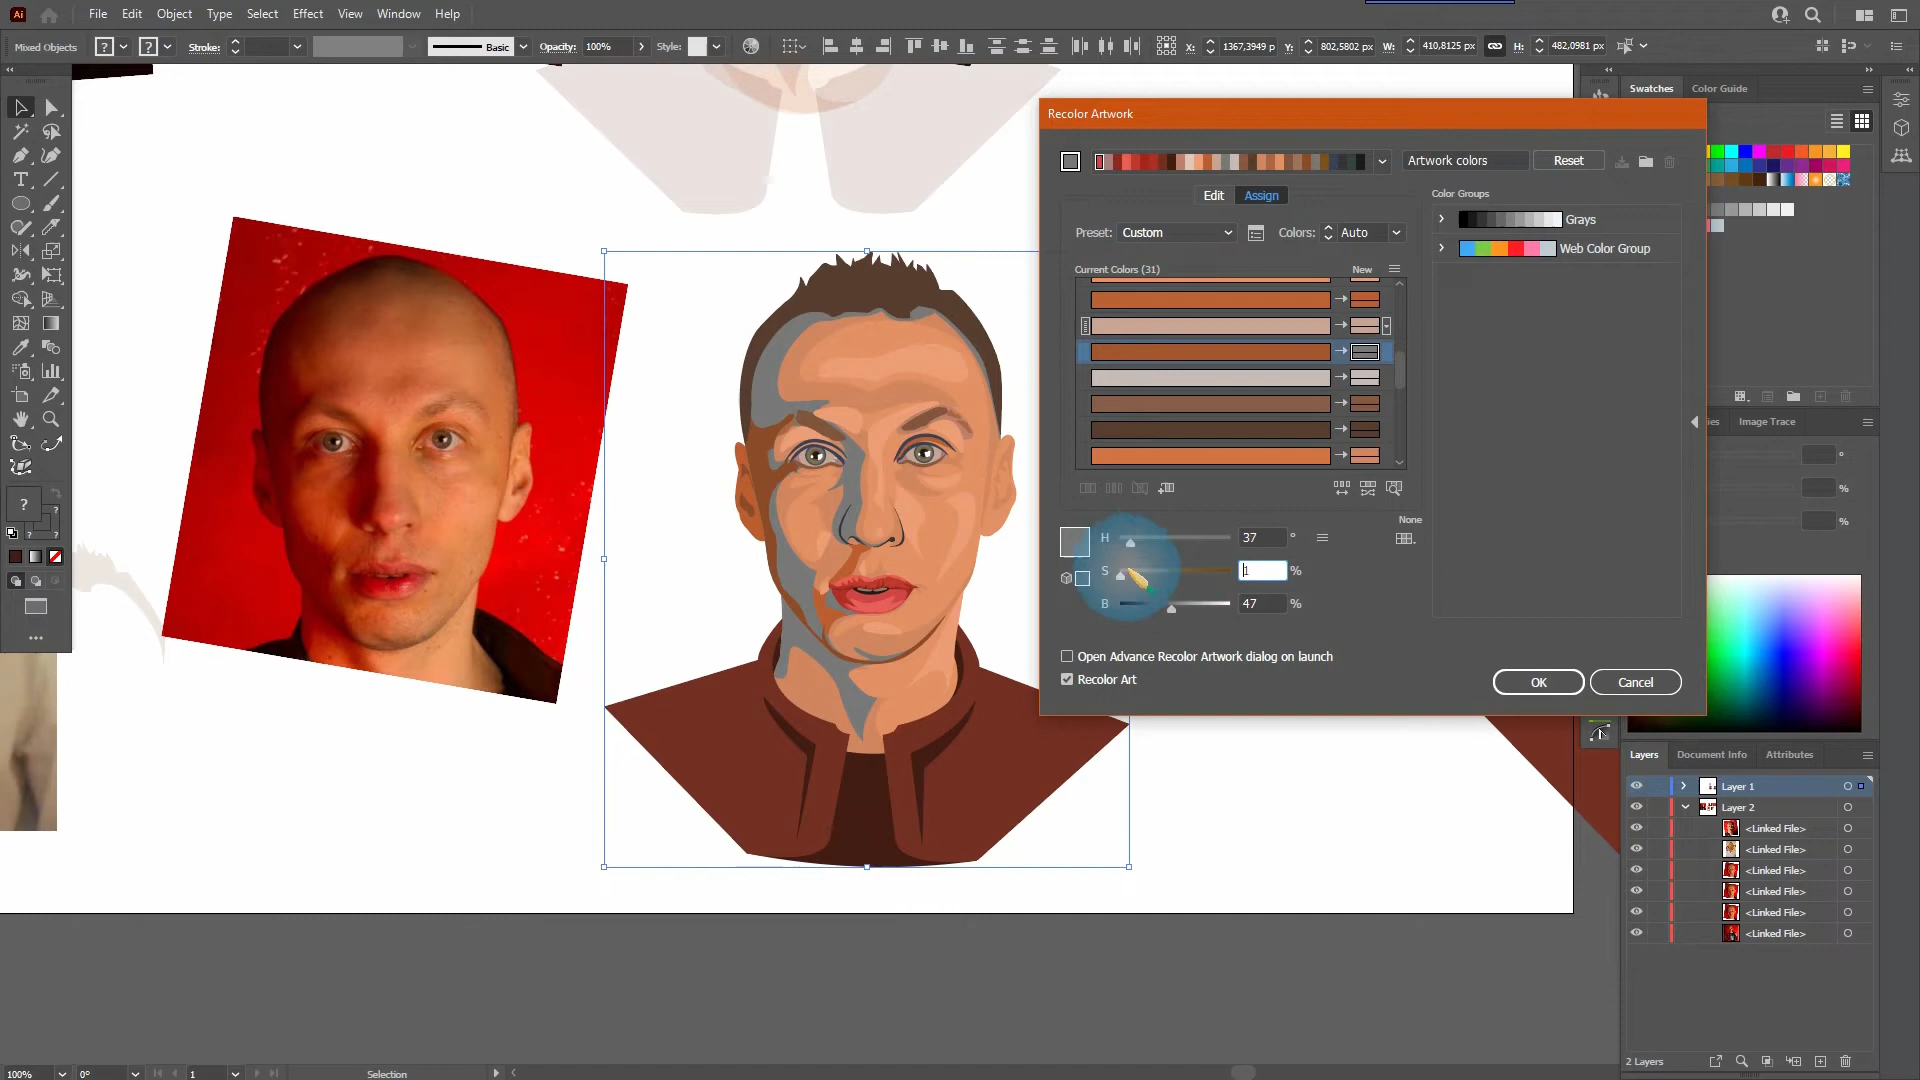 Ai File Edit Object Type Select Effect View Window Help
Mixed Objects ? ? Stroke: Basic Opacity: 100% Style: X: 1367,3949 p Y: 802,5802 px W: 410,8125 px H: 482,0981 px
Swatches Color Guide
Recolor Artwork
Artwork colors Reset
Edit Assign
Color Groups
Preset: Custom Colors: Auto
Grays
Web Color Group
Current Colors (31) New
ies Image Trace
°
%
%
None
H 37 °
S 1 %
B 47 %
Open Advance Recolor Artwork dialog on launch
Recolor Art
OK Cancel
?
?
? ?
Layers Document Info Attributes
Layer 1
Layer 2
<Linked File>
<Linked File>
<Linked File>
<Linked File>
<Linked File>
<Linked File>
2 Layers
100% 0° 1 Selection